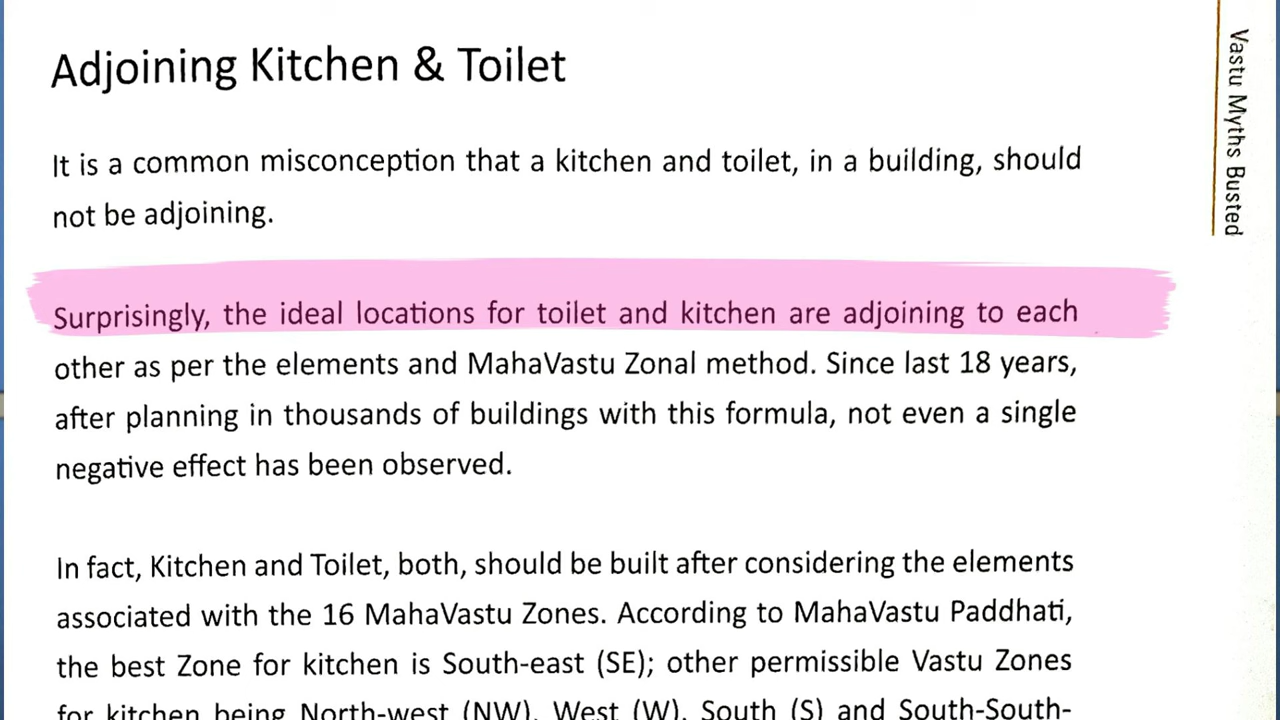 Adjoining Kitchen & Toilet
It is a common misconception that a kitchen and toilet, in a building, should
not be adjoining.
Surprisingly, the ideal locations for toilet and kitchen are adjoining to each
other as per the elements and MahaVastu Zonal method. Since last 18 years,
after planning in thousands of buildings with this formula, not even a single
negative effect has been observed.
In fact, Kitchen and Toilet, both, should be built after considering the elements
associated with the 16 MahaVastu Zones. According to MahaVastu Paddhati,
the best Zone for kitchen is South-east (SE); other permissible Vastu Zones
for kitchen being North-west (NW), West (W), South (S) and South-South-
Vastu Myths Busted